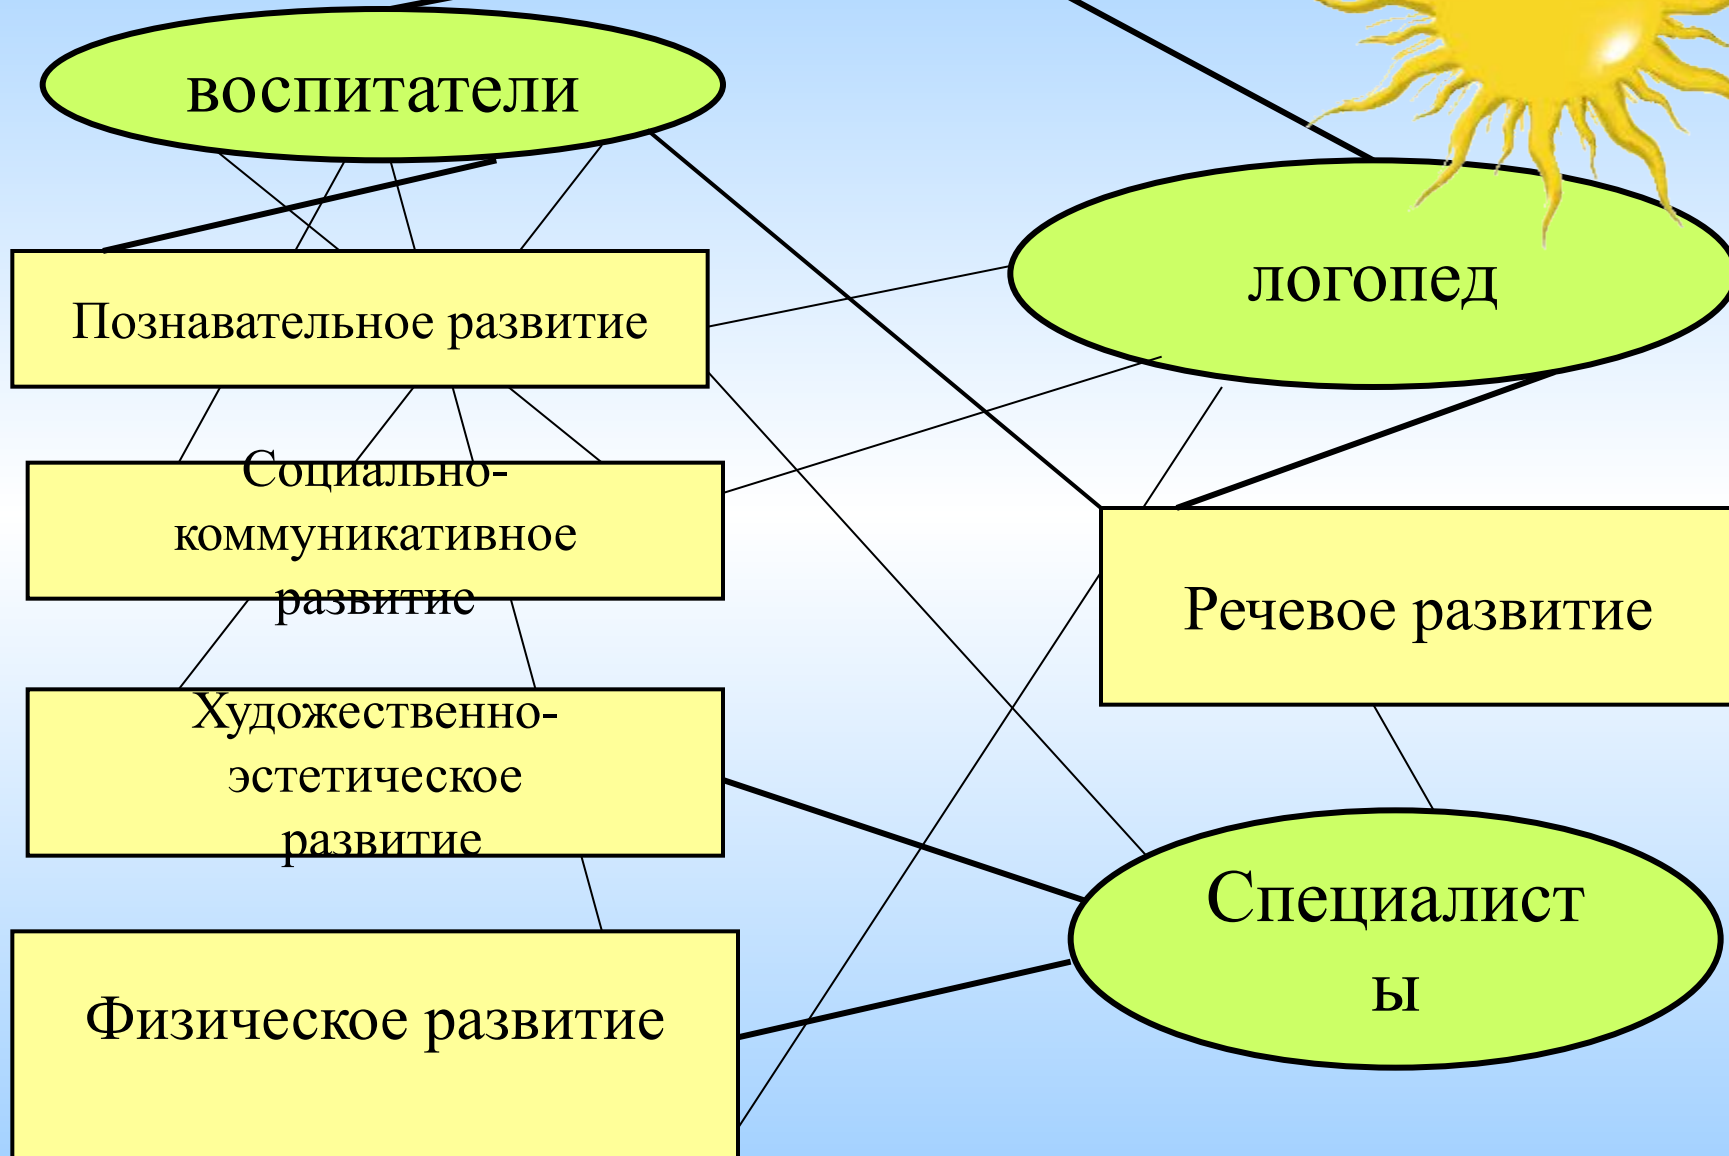 воспитатели
логопед
Познавательное развитие
Социально-
коммуникативное
развитие
Речевое развитие
Художественно-
эстетическое
развитие
Специалист
ы
Физическое развитие